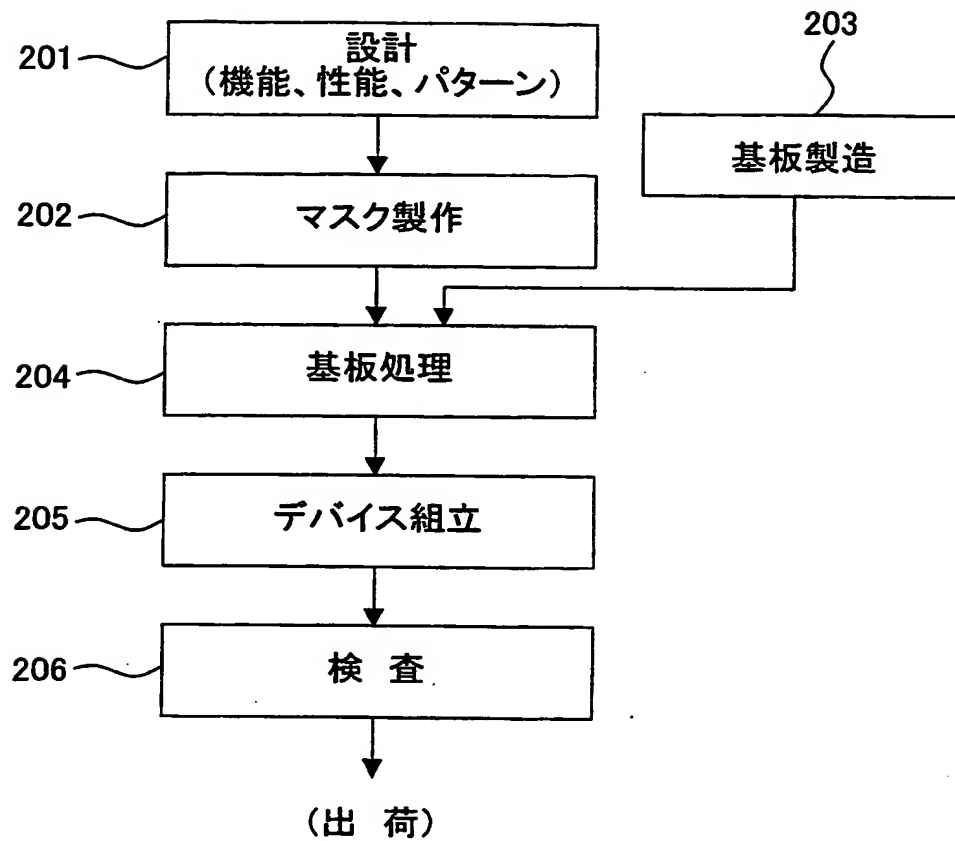 201
設計
(機能、性能、パターン)
203
基板製造
202
マスク製作
204
基板処理
205
デバイス組立
206
検 査
(出 荷)